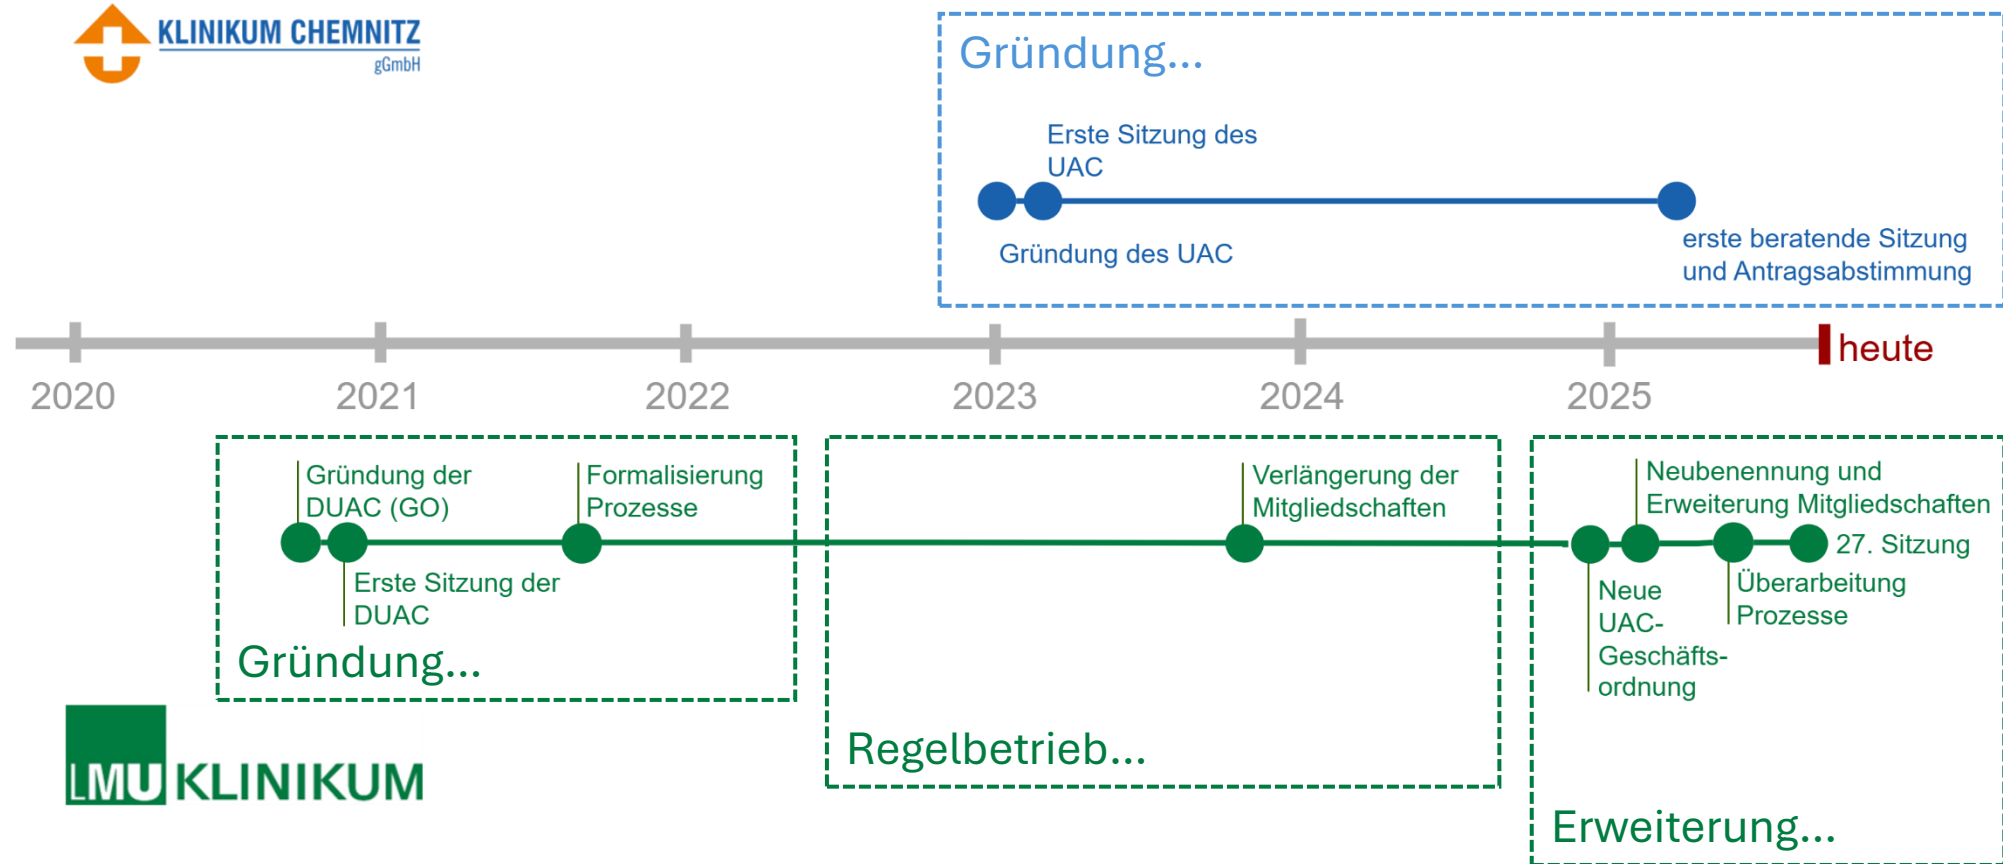 KLINIKUM CHEMNITZ
gGmbH
Gründung...
Erste Sitzung des
UAC
Gründung des UAC
erste beratende Sitzung
und Antragsabstimmung
heute
2020
2021
2022
2023
2024
2025
Gründung der
DUAC (GO)
Formalisierung
Prozesse
Erste Sitzung der
DUAC
Gründung...
Verlängerung der
Mitgliedschaften
Regelbetrieb...
Neubenennung und
Erweiterung Mitgliedschaften
27. Sitzung
Neue
UAC-
Geschäfts-
ordnung
Überarbeitung
Prozesse
Erweiterung...
LMU KLINIKUM